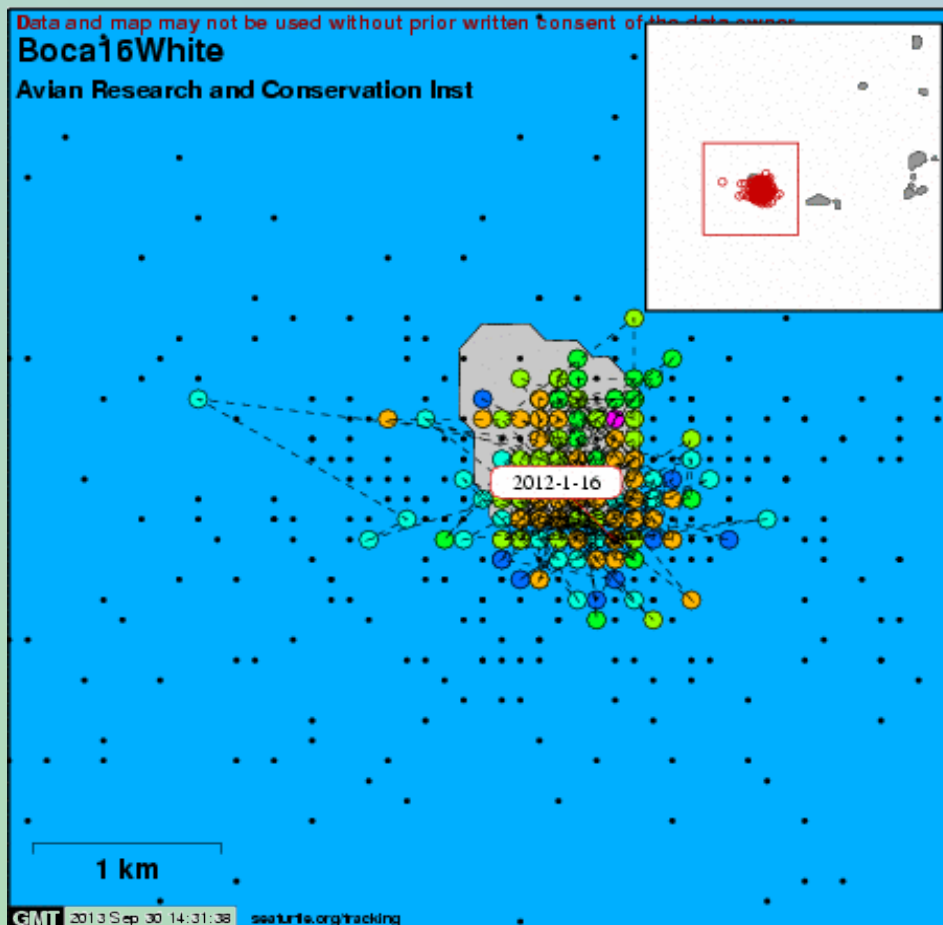 Data and map may not be used without prior written consent of the data owner
Boca16White
Avian Research and Conservation Inst
2012-1-16
1 km
GMT 2013 Sep 30 14:31:38 seaturtle.org/tracking